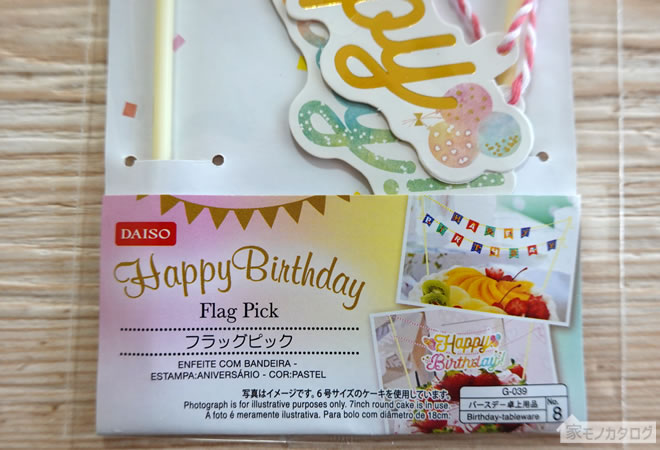 DAISO
Happy Birthday
Flag Pick
フラッグピック
ENFEITE COM BANDEIRA -
ESTAMPA:ANIVERSÁRIO - COR:PASTEL
HAPPY
BIRTHDAY
Happy
Birthday
写真はイメージです。6号サイズのケーキを使用しています。
Photograph is for illustrative purposes only. 7inch round cake is in use.
A foto é meramente ilustrativa. Para bolo com diâmetro de 18cm.
G-039
バースデー卓上用品
Birthday-tableware
No.
8
家モノカタログ